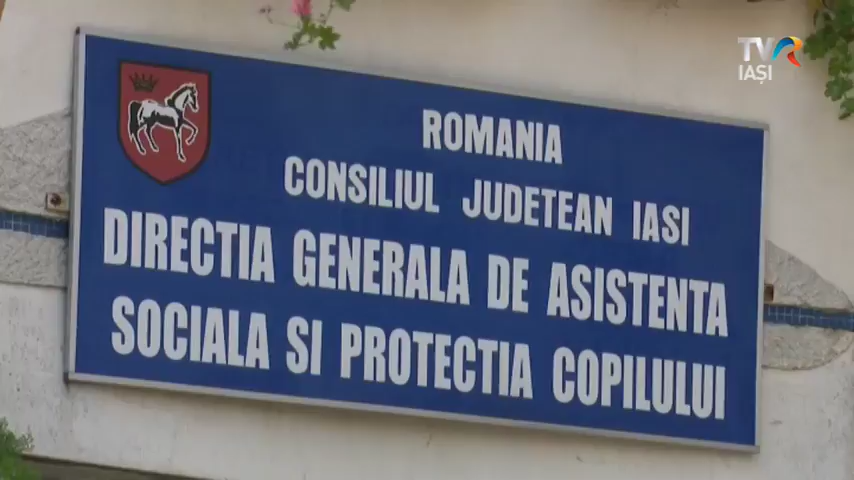 TVR
IAȘI
ROMANIA
CONSILIUL JUDETEAN IASI
DIRECTIA GENERALA DE ASISTENTA
SOCIALA SI PROTECTIA COPILULUI